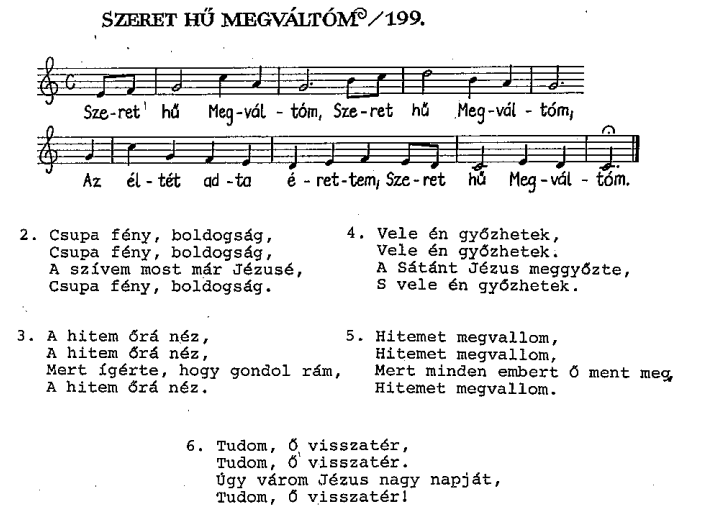 SZERET HŰ MEGVÁLTÓM /199.
Sze-ret hű Meg-vál-tóm, Sze-ret hű Meg-vál-tóm,
Az él-tét ad-ta é-ret-tem, Sze-ret hű Meg-vál-tóm.
2. Csupa fény, boldogság,
Csupa fény, boldogság,
A szívem most már Jézusé,
Csupa fény, boldogság.
3. A hitem őrá néz,
A hitem őrá néz,
Mert ígérte, hogy gondol rám,
A hitem őrá néz.
4. Vele én győzhetek,
Vele én győzhetek.
A Sátánt Jézus meggyőzte,
S vele én győzhetek.
5. Hitemet megvallom,
Hitemet megvallom,
Mert minden embert Ő ment meg,
Hitemet megvallom.
6. Tudom, Ő visszatér,
Tudom, Ő visszatér.
Úgy várom Jézus nagy napját,
Tudom, Ő visszatér!